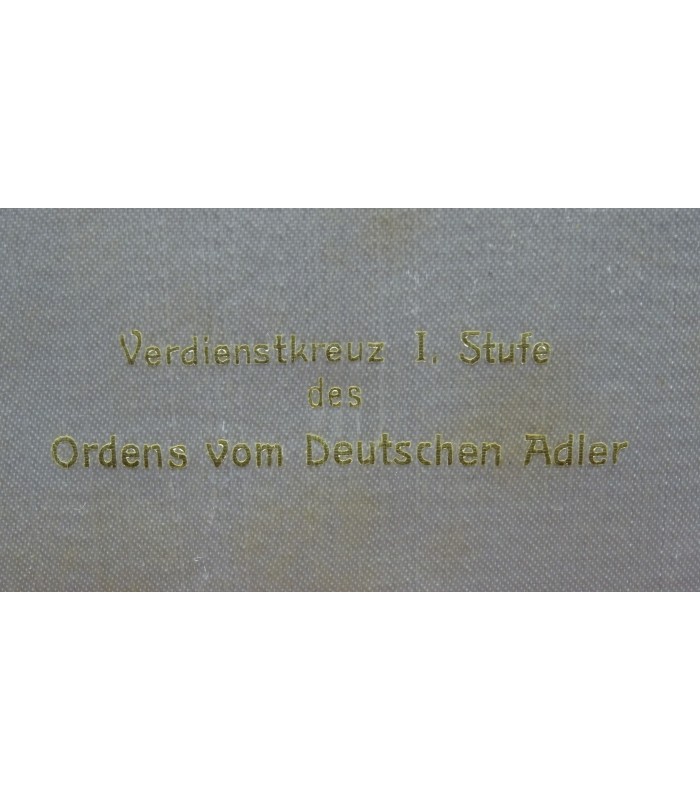 Verdienstkreuz I. Stufe
des
Ordens vom Deutschen Adler